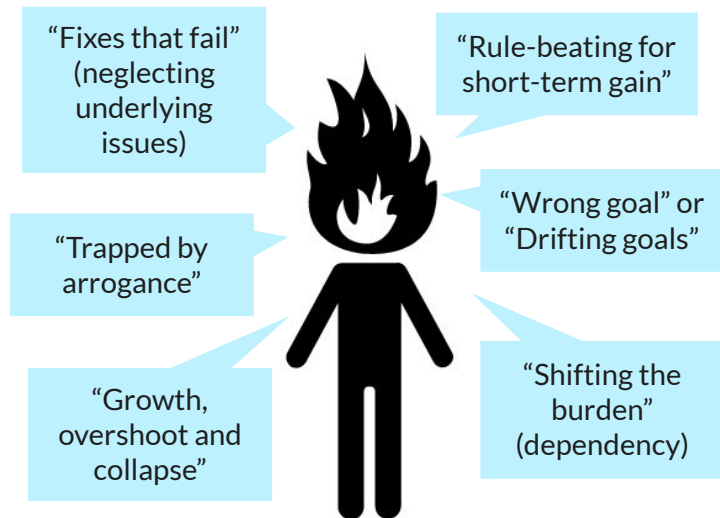 “Fixes that fail”
(neglecting
underlying
issues)
“Rule-beating for
short-term gain”
“Trapped by
arrogance”
“Wrong goal” or
“Drifting goals”
“Growth,
overshoot and
collapse”
“Shifting the
burden”
(dependency)